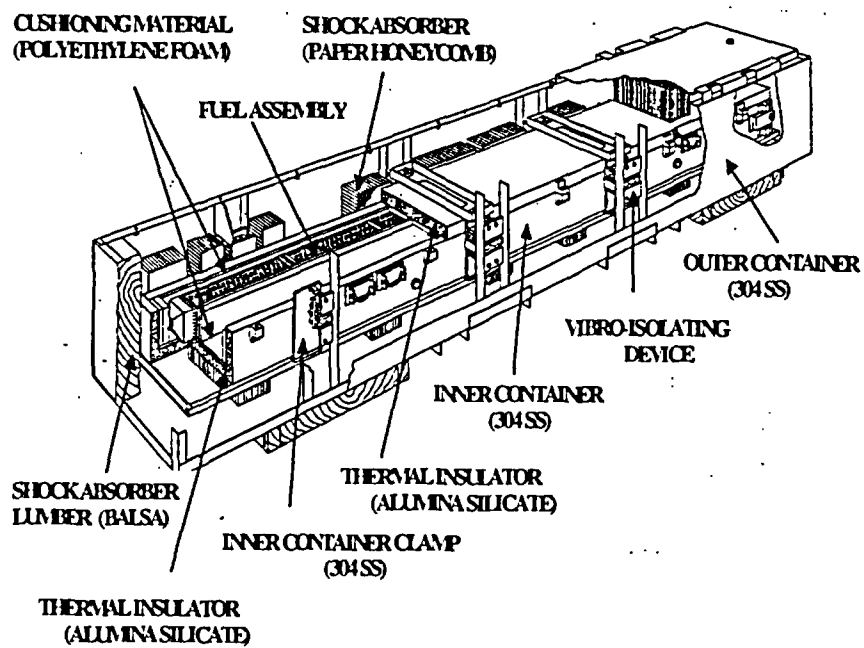 CUSHIONING MATERIAL
(POLYETHYLENE FOAM)
SHOCK ABSORBER
(PAPER HONEYCOMB)
FUEL ASSEMBLY
OUTER CONTAINER
(304 SS)
VIBRO-ISOLATING
DEVICE
INNER CONTAINER
(304 SS)
THERMAL INSULATOR
(ALUMINA SILICATE)
SHOCK ABSORBER
LUMBER (BALSA)
INNER CONTAINER CLAMP
(304 SS)
THERMAL INSULATOR
(ALUMINA SILICATE)